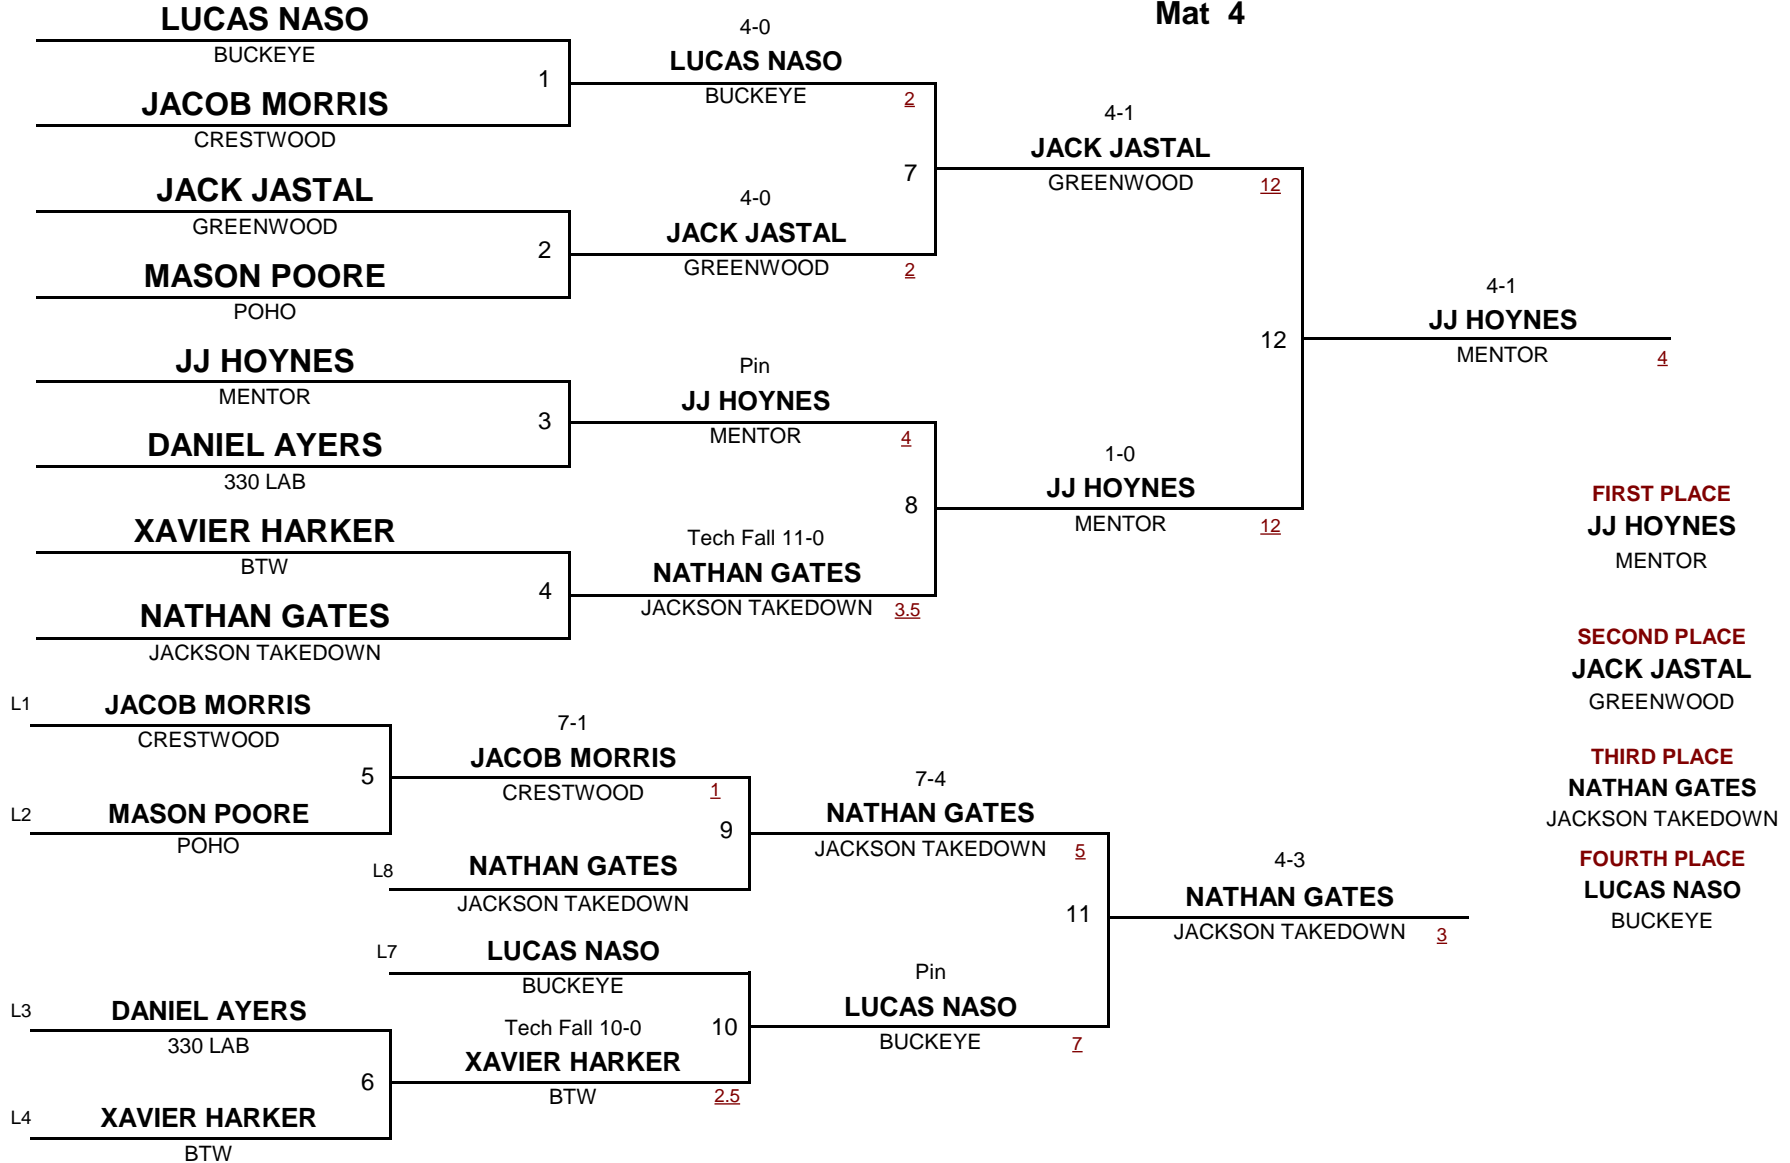 Mat 4
LUCAS NASO
BUCKEYE
1
JACOB MORRIS
CRESTWOOD
JACK JASTAL
GREENWOOD
2
MASON POORE
POHO
JJ HOYNES
MENTOR
3
DANIEL AYERS
330 LAB
XAVIER HARKER
BTW
4
NATHAN GATES
JACKSON TAKEDOWN
4-0
LUCAS NASO
BUCKEYE 2
7
4-0
JACK JASTAL
GREENWOOD 2
Pin
JJ HOYNES
MENTOR 4
8
Tech Fall 11-0
NATHAN GATES
JACKSON TAKEDOWN 3.5
4-1
JACK JASTAL
GREENWOOD 12
12
1-0
JJ HOYNES
MENTOR 12
4-1
JJ HOYNES
MENTOR 4
FIRST PLACE
JJ HOYNES
MENTOR
SECOND PLACE
JACK JASTAL
GREENWOOD
THIRD PLACE
NATHAN GATES
JACKSON TAKEDOWN
FOURTH PLACE
LUCAS NASO
BUCKEYE
L1 JACOB MORRIS
CRESTWOOD
5
L2 MASON POORE
POHO
7-1
JACOB MORRIS
CRESTWOOD 1
9
L8 NATHAN GATES
JACKSON TAKEDOWN
L7 LUCAS NASO
BUCKEYE
L3 DANIEL AYERS
330 LAB
6
L4 XAVIER HARKER
BTW
Tech Fall 10-0 10
XAVIER HARKER
BTW 2.5
7-4
NATHAN GATES
JACKSON TAKEDOWN 5
11
Pin
LUCAS NASO
BUCKEYE 7
4-3
NATHAN GATES
JACKSON TAKEDOWN 3